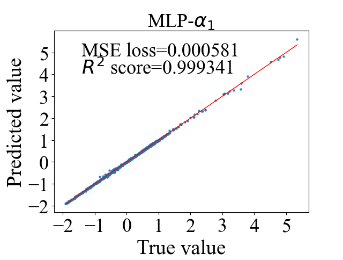 MLP-α₁
MSE loss=0.000581
R² score=0.999341
Predicted value
5
4
3
2
1
0
−1
−2
−2 −1 0 1 2 3 4 5
True value